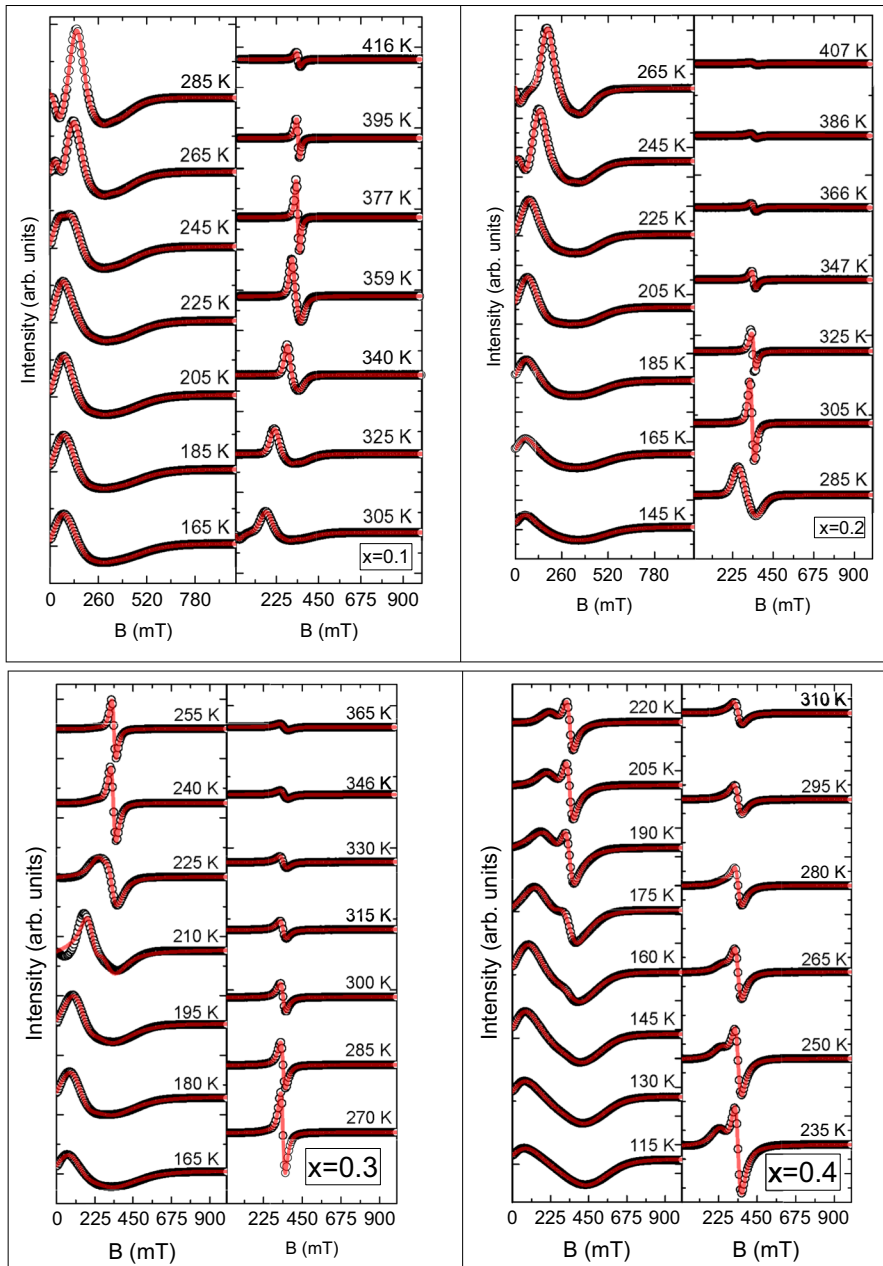 285 K
265 K
245 K
225 K
205 K
185 K
165 K
416 K
395 K
377 K
359 K
340 K
325 K
305 K
x=0.1
Intensity (arb. units)
0 260 520 780
225 450 675 900
B (mT)
B (mT)
265 K
245 K
225 K
205 K
185 K
165 K
145 K
407 K
386 K
366 K
347 K
325 K
305 K
285 K
x=0.2
Intensity (arb. units)
0 260 520 780
225 450 675 900
B (mT)
B (mT)
255 K
240 K
225 K
210 K
195 K
180 K
165 K
365 K
346 K
330 K
315 K
300 K
285 K
270 K
x=0.3
Intensity (arb. units)
0 225 450 675 900
225 450 675 900
B (mT)
B (mT)
220 K
205 K
190 K
175 K
160 K
145 K
130 K
115 K
310 K
295 K
280 K
265 K
250 K
235 K
x=0.4
Intensity (arb. units)
0 225 450 675 900
225 450 675 900
B (mT)
B (mT)